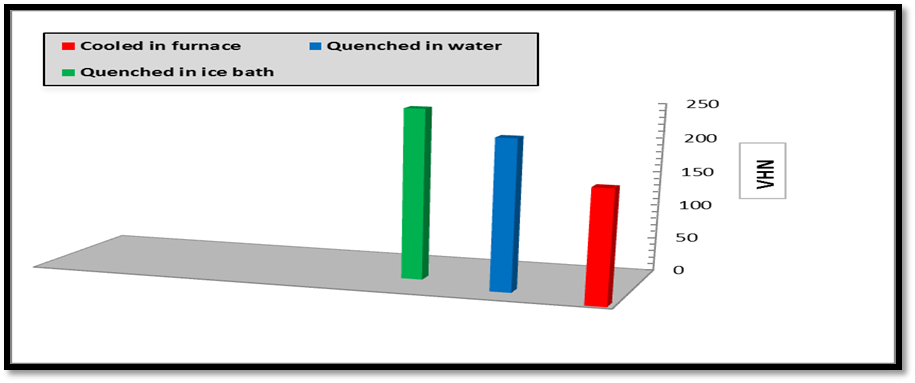 Cooled in furnace
Quenched in water
Quenched in ice bath
250
200
150
100
50
0
VHN